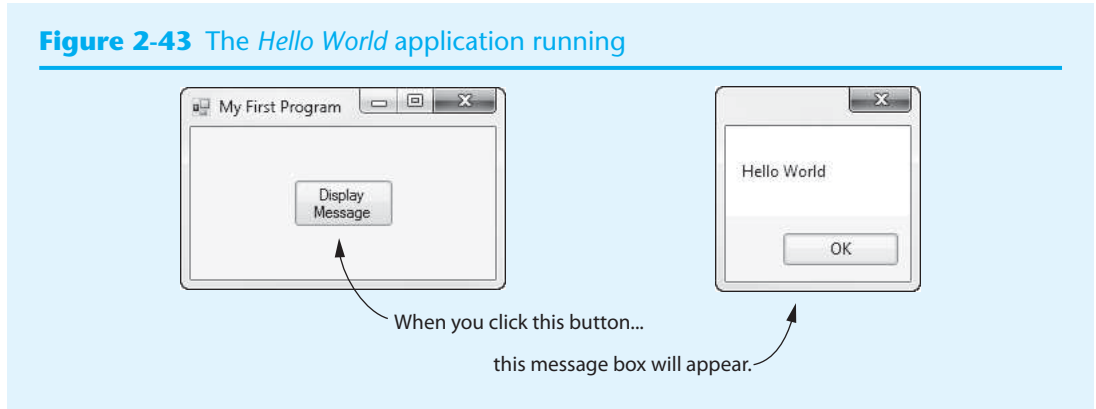 Figure 2-43 The Hello World application running
My First Program
Display
Message
Hello World
OK
When you click this button...
this message box will appear.